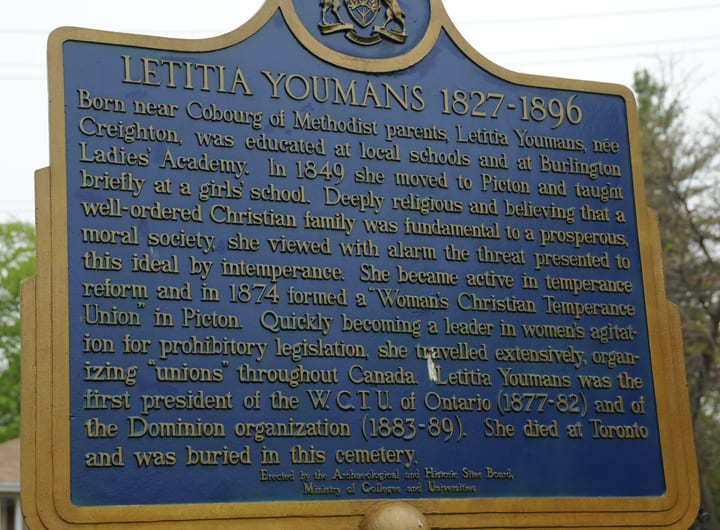 LETITIA YOUMANS 1827-1896
Born near Cobourg of Methodist parents, Letitia Youmans, née
Creighton, was educated at local schools and at Burlington
Ladies' Academy. In 1849 she moved to Picton and taught
briefly at a girls' school. Deeply religious and believing that a
well-ordered Christian family was fundamental to a prosperous,
moral society, she viewed with alarm the threat presented to
this ideal by intemperance. She became active in temperance
reform and in 1874 formed a "Woman's Christian Temperance
Union" in Picton. Quickly becoming a leader in women's agitat-
ion for prohibitory legislation, she travelled extensively, organ-
izing "unions" throughout Canada. Letitia Youmans was the
first president of the W.C.T.U. of Ontario (1877-82) and of
the Dominion organization (1883-89). She died at Toronto
and was buried in this cemetery.
Erected by the Archaeological and Historic Sites Board,
Ministry of Colleges and Universities